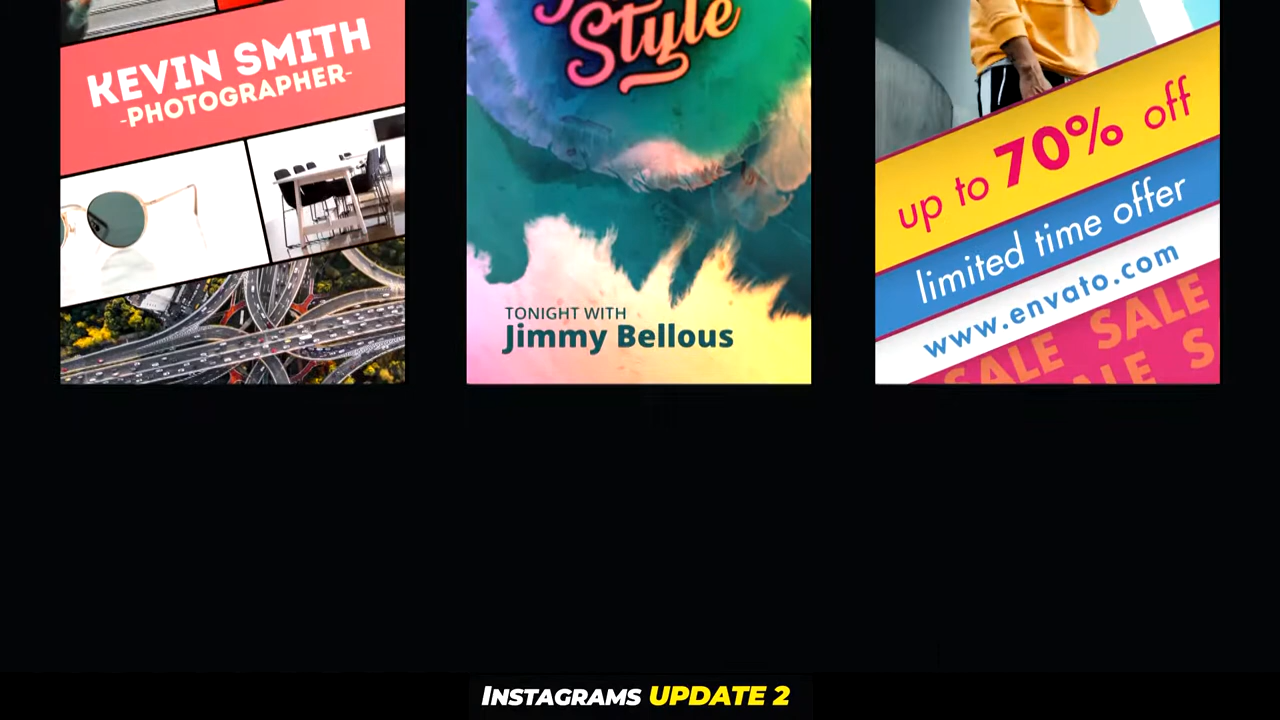 KEVIN SMITH
-PHOTOGRAPHER-
Style
TONIGHT WITH
Jimmy Bellous
up to 70% off
limited time offer
www.envato.com
SALE SALE
SALE S
INSTAGRAMS UPDATE 2